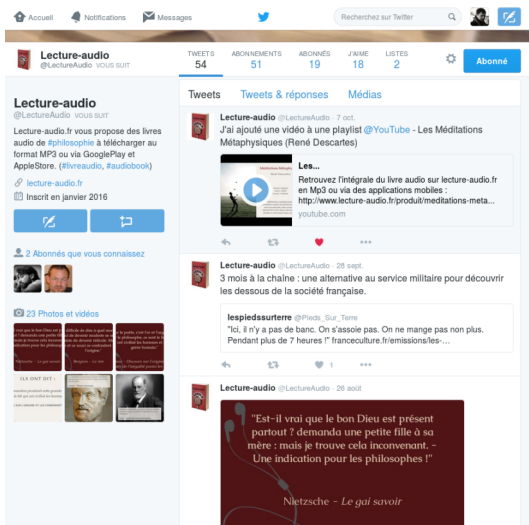 Accueil Notifications Messages Recherchez sur Twitter
Lecture-audio
@LectureAudio VOUS SUIT
TWEETS ABONNEMENTS ABONNÉS J'AIME LISTES
54 51 19 18 2
Abonné
Lecture-audio
@LectureAudio VOUS SUIT
Lecture-audio.fr vous propose des livres
audio de #philosophie à télécharger au
format MP3 ou via GooglePlay et
AppleStore. (#livreaudio, #audiobook)
lecture-audio.fr
Inscrit en janvier 2016
2 Abonnés que vous connaissez
23 Photos et vidéos
Nietzsche - Le gai savoir
ILS ONT DIT :
Tweets Tweets & réponses Médias
Lecture-audio @LectureAudio · 7 oct.
J'ai ajouté une vidéo à une playlist @YouTube - Les Méditations
Métaphysiques (René Descartes)
Les...
Retrouvez l'intégrale du livre audio sur lecture-audio.fr
en Mp3 ou via des applications mobiles :
http://www.lecture-audio.fr/produit/meditations-meta...
youtube.com
Lecture-audio @LectureAudio · 28 sept.
3 mois à la chaîne : une alternative au service militaire pour découvrir
les dessous de la société française.
lespiedssurterre @Pieds_Sur_Terre
"Ici, il n'y a pas de banc. On s'assoie pas. On ne mange pas non plus.
Pendant plus de 7 heures !" franceculture.fr/emissions/les-...
1
Lecture-audio @LectureAudio · 26 août
"Est-il vrai que le bon Dieu est présent
partout ? demanda une petite fille à sa
mère : mais je trouve cela inconvenant. -
Une indication pour les philosophes !"
Nietzsche - Le gai savoir